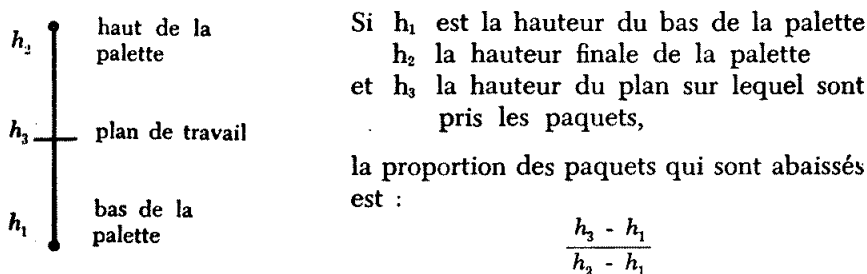 h₂
haut de la
palette
h₃
plan de travail
h₁
bas de la
palette
Si h₁ est la hauteur du bas de la palette
h₂ la hauteur finale de la palette
et h₃ la hauteur du plan sur lequel sont
pris les paquets,
la proportion des paquets qui sont abaissés
est :
h₃ - h₁
h₂ - h₁